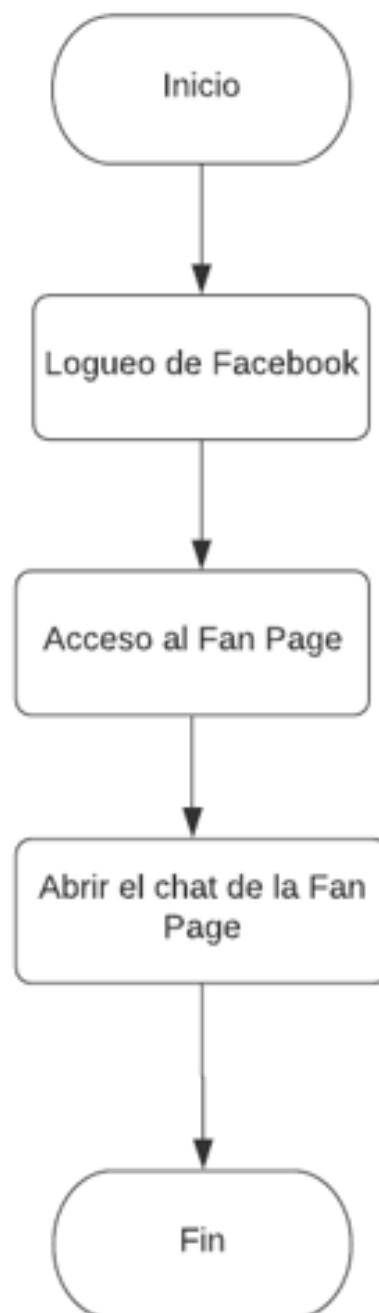 Inicio
Logueo de Facebook
Acceso al Fan Page
Abrir el chat de la Fan
Page
Fin